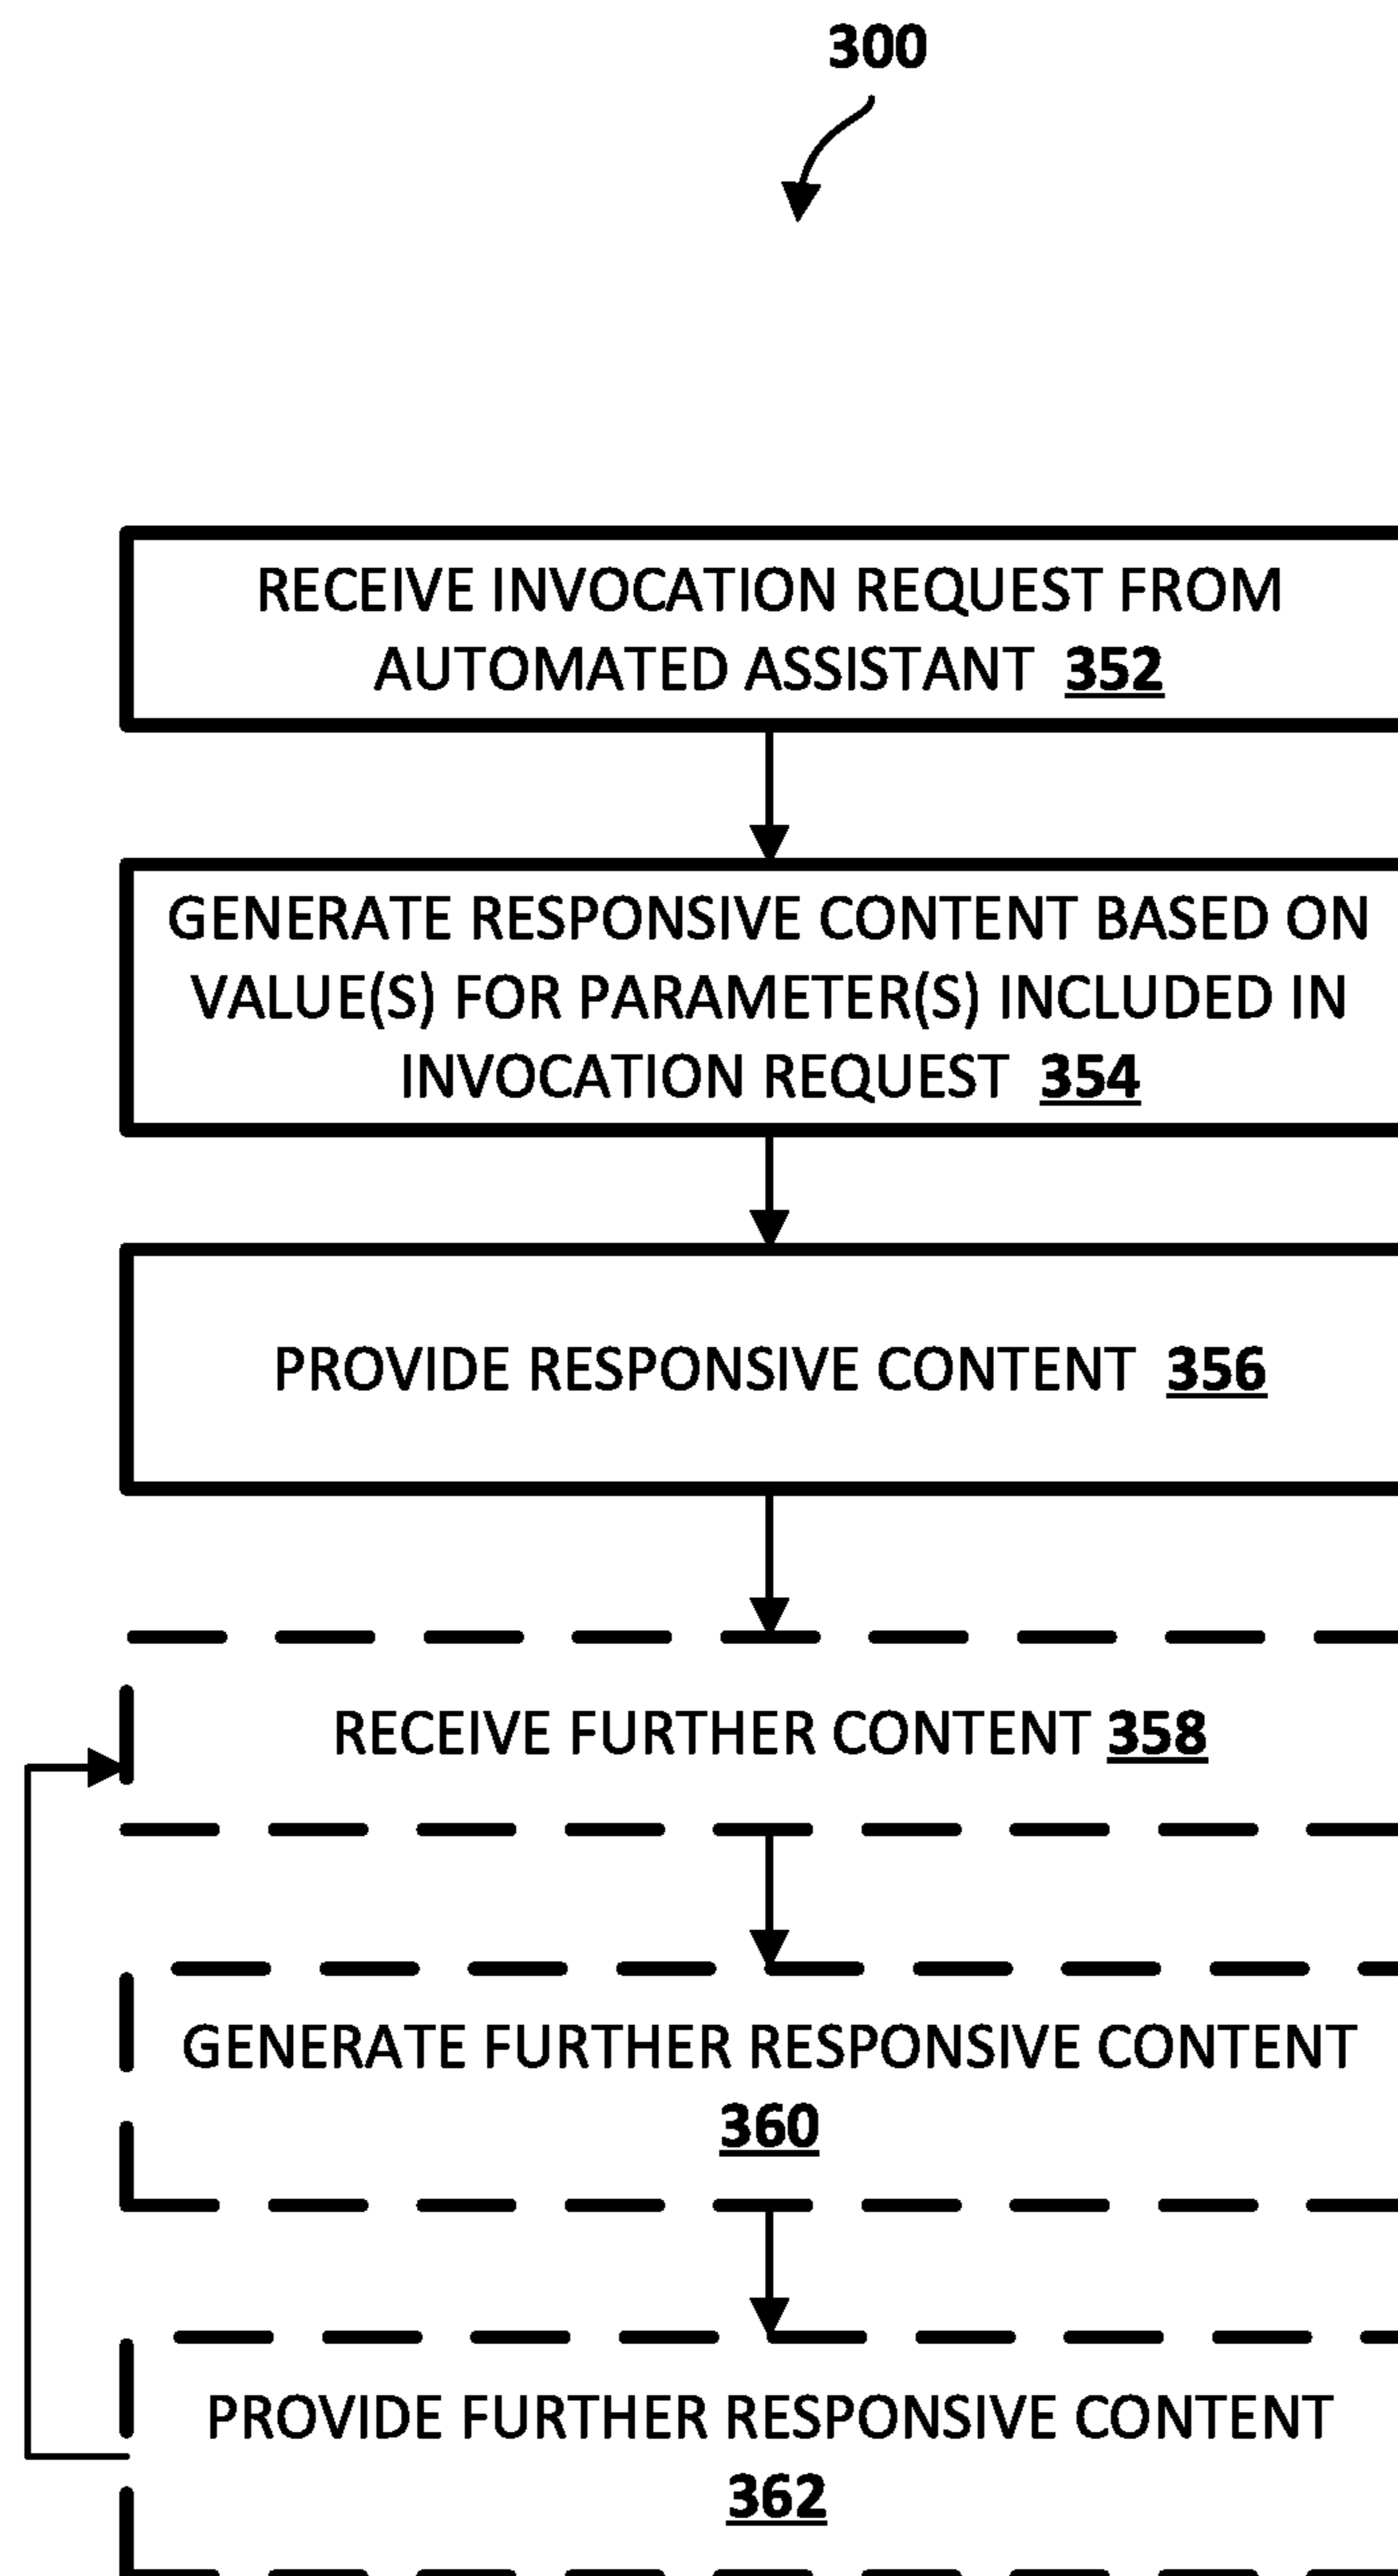 300
RECEIVE INVOCATION REQUEST FROM
AUTOMATED ASSISTANT 352
GENERATE RESPONSIVE CONTENT BASED ON
VALUE(S) FOR PARAMETER(S) INCLUDED IN
INVOCATION REQUEST 354
PROVIDE RESPONSIVE CONTENT 356
RECEIVE FURTHER CONTENT 358
GENERATE FURTHER RESPONSIVE CONTENT
360
PROVIDE FURTHER RESPONSIVE CONTENT
362